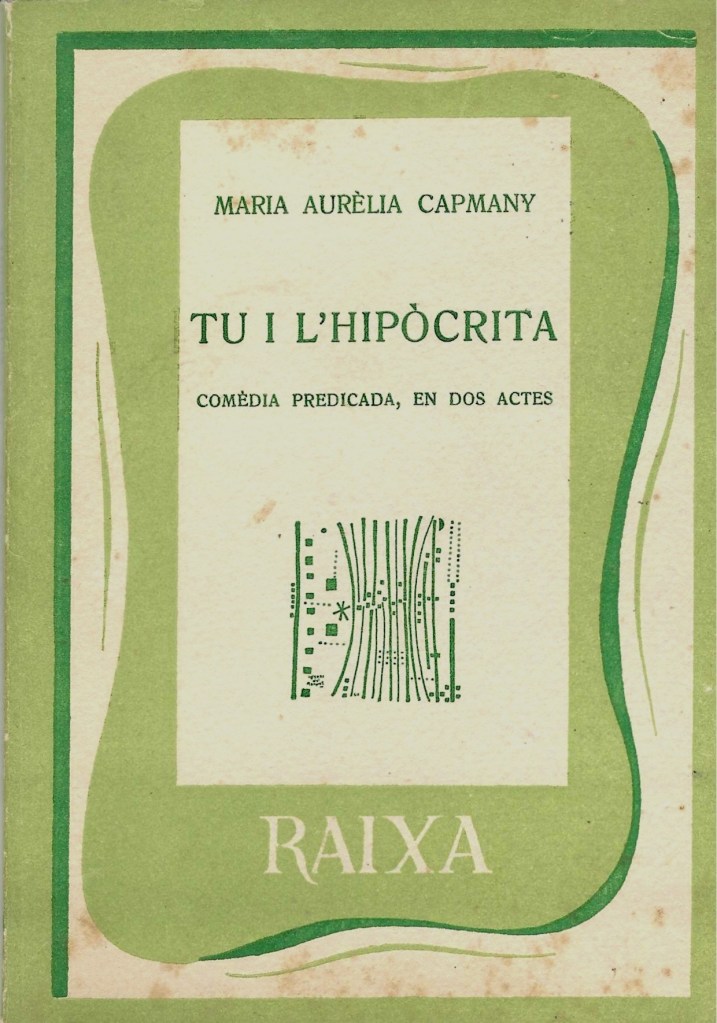 MARIA AURÈLIA CAPMANY
TU I L'HIPÒCRITA
COMÈDIA PREDICADA, EN DOS ACTES
RAIXA